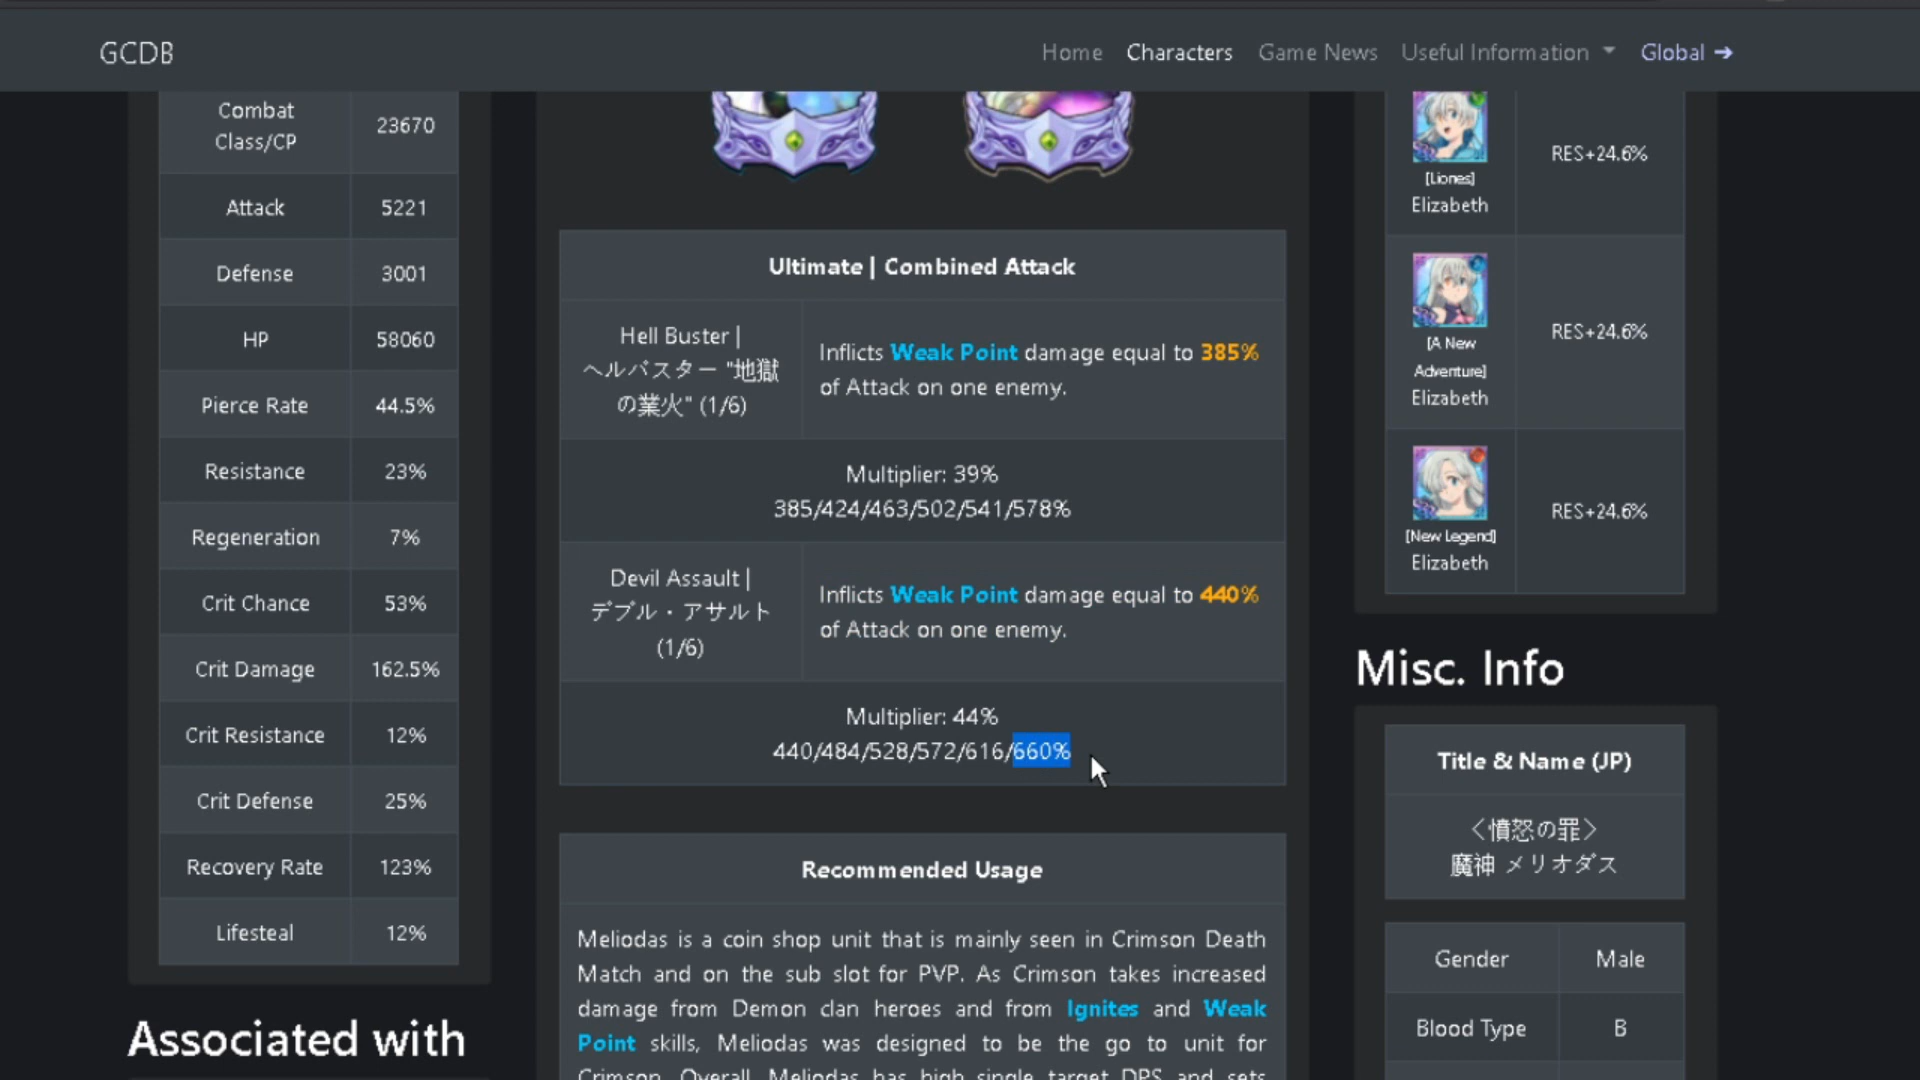 GCDB
Home Characters Game News Useful Information Global →
Combat
Class/CP
23670
Attack 5221
Defense 3001
HP 58060
Pierce Rate 44.5%
Resistance 23%
Regeneration 7%
Crit Chance 53%
Crit Damage 162.5%
Crit Resistance 12%
Crit Defense 25%
Recovery Rate 123%
Lifesteal 12%
Associated with
Ultimate | Combined Attack
Hell Buster |
ヘルバスター "地獄
の業火" (1/6)
Inflicts Weak Point damage equal to 385%
of Attack on one enemy.
Multiplier: 39%
385/424/463/502/541/578%
Devil Assault |
デブル・アサルト
(1/6)
Inflicts Weak Point damage equal to 440%
of Attack on one enemy.
Multiplier: 44%
440/484/528/572/616/660%
Recommended Usage
Meliodas is a coin shop unit that is mainly seen in Crimson Death
Match and on the sub slot for PVP. As Crimson takes increased
damage from Demon clan heroes and from Ignites and Weak
Point skills, Meliodas was designed to be the go to unit for
Crimson. Overall, Meliodas has high single target DPS and sets
[Liones]
Elizabeth
RES+24.6%
[A New
Adventure]
Elizabeth
RES+24.6%
[New Legend]
Elizabeth
RES+24.6%
Misc. Info
Title & Name (JP)
〈憤怒の罪〉
魔神 メリオダス
Gender Male
Blood Type B